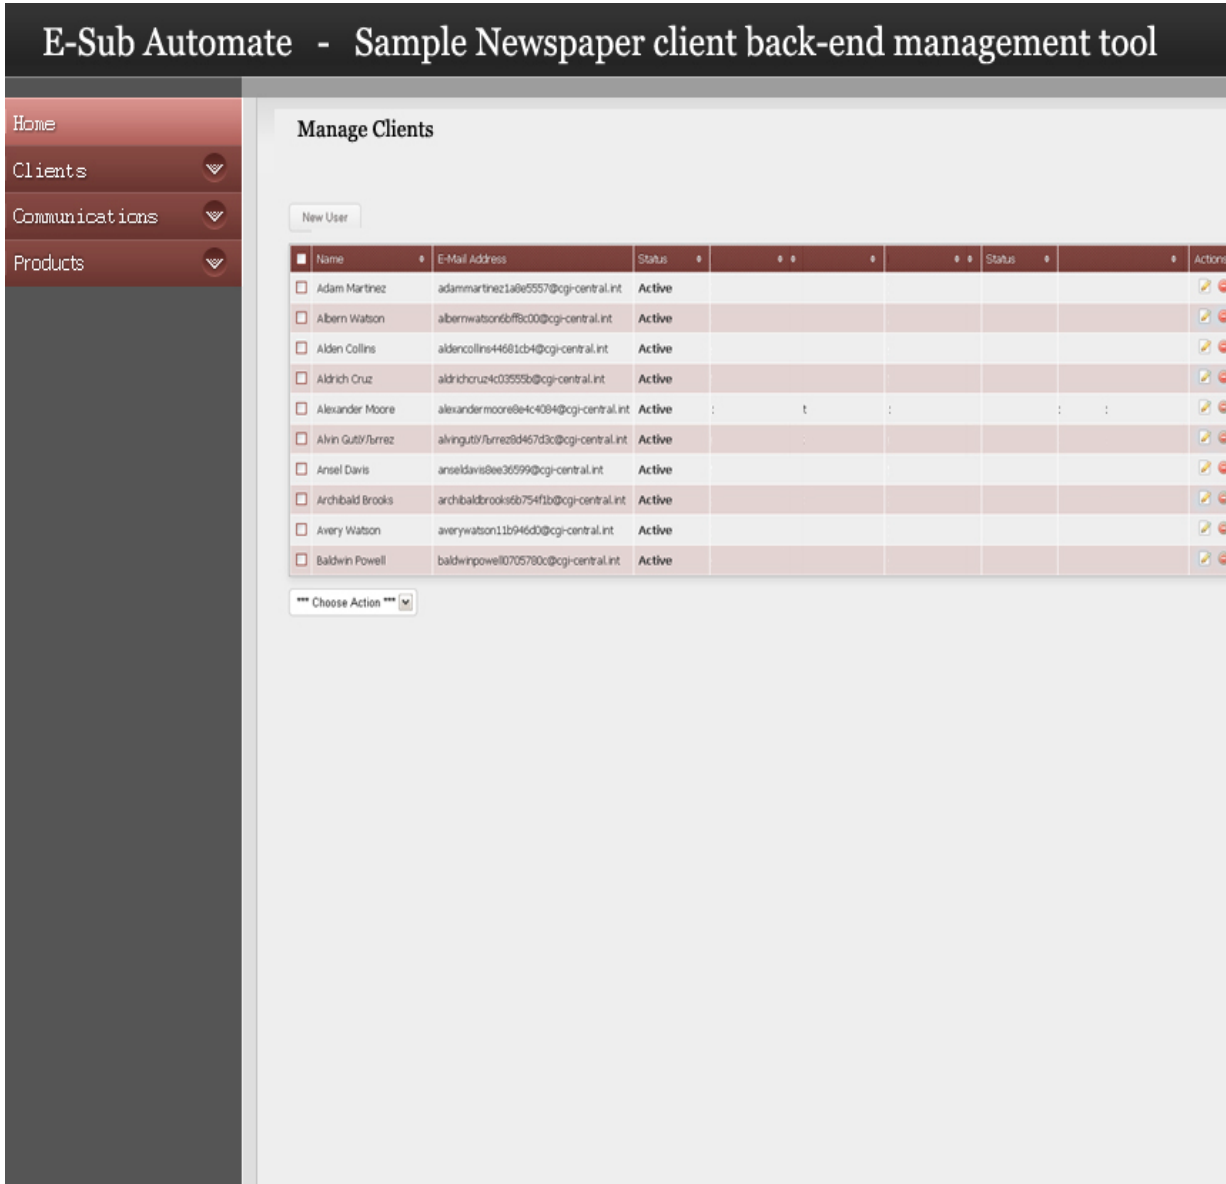 E-Sub Automate - Sample Newspaper client back-end management tool
Home
Clients
Communications
Products
Manage Clients
New User
Name E-Mail Address Status Status Actions
Adam Martinez adammartinez1a8e5557@cgi-central.int Active
Albern Watson albernwatson6bff8c00@cgi-central.int Active
Alden Collins aldencollins44681cb4@cgi-central.int Active
Aldrich Cruz aldrichcruz4c03555b@cgi-central.int Active
Alexander Moore alexandermoore8e4c4084@cgi-central.int Active : t : : :
Alvin Active
Ansel Davis anseldavis8ee36599@cgi-central.int Active
Archibald Brooks archibaldbrooks6b754f1b@cgi-central.int Active
Avery Watson averywatson11b946d0@cgi-central.int Active
Baldwin Powell baldwinpowell0705780c@cgi-central.int Active
*** Choose Action ***